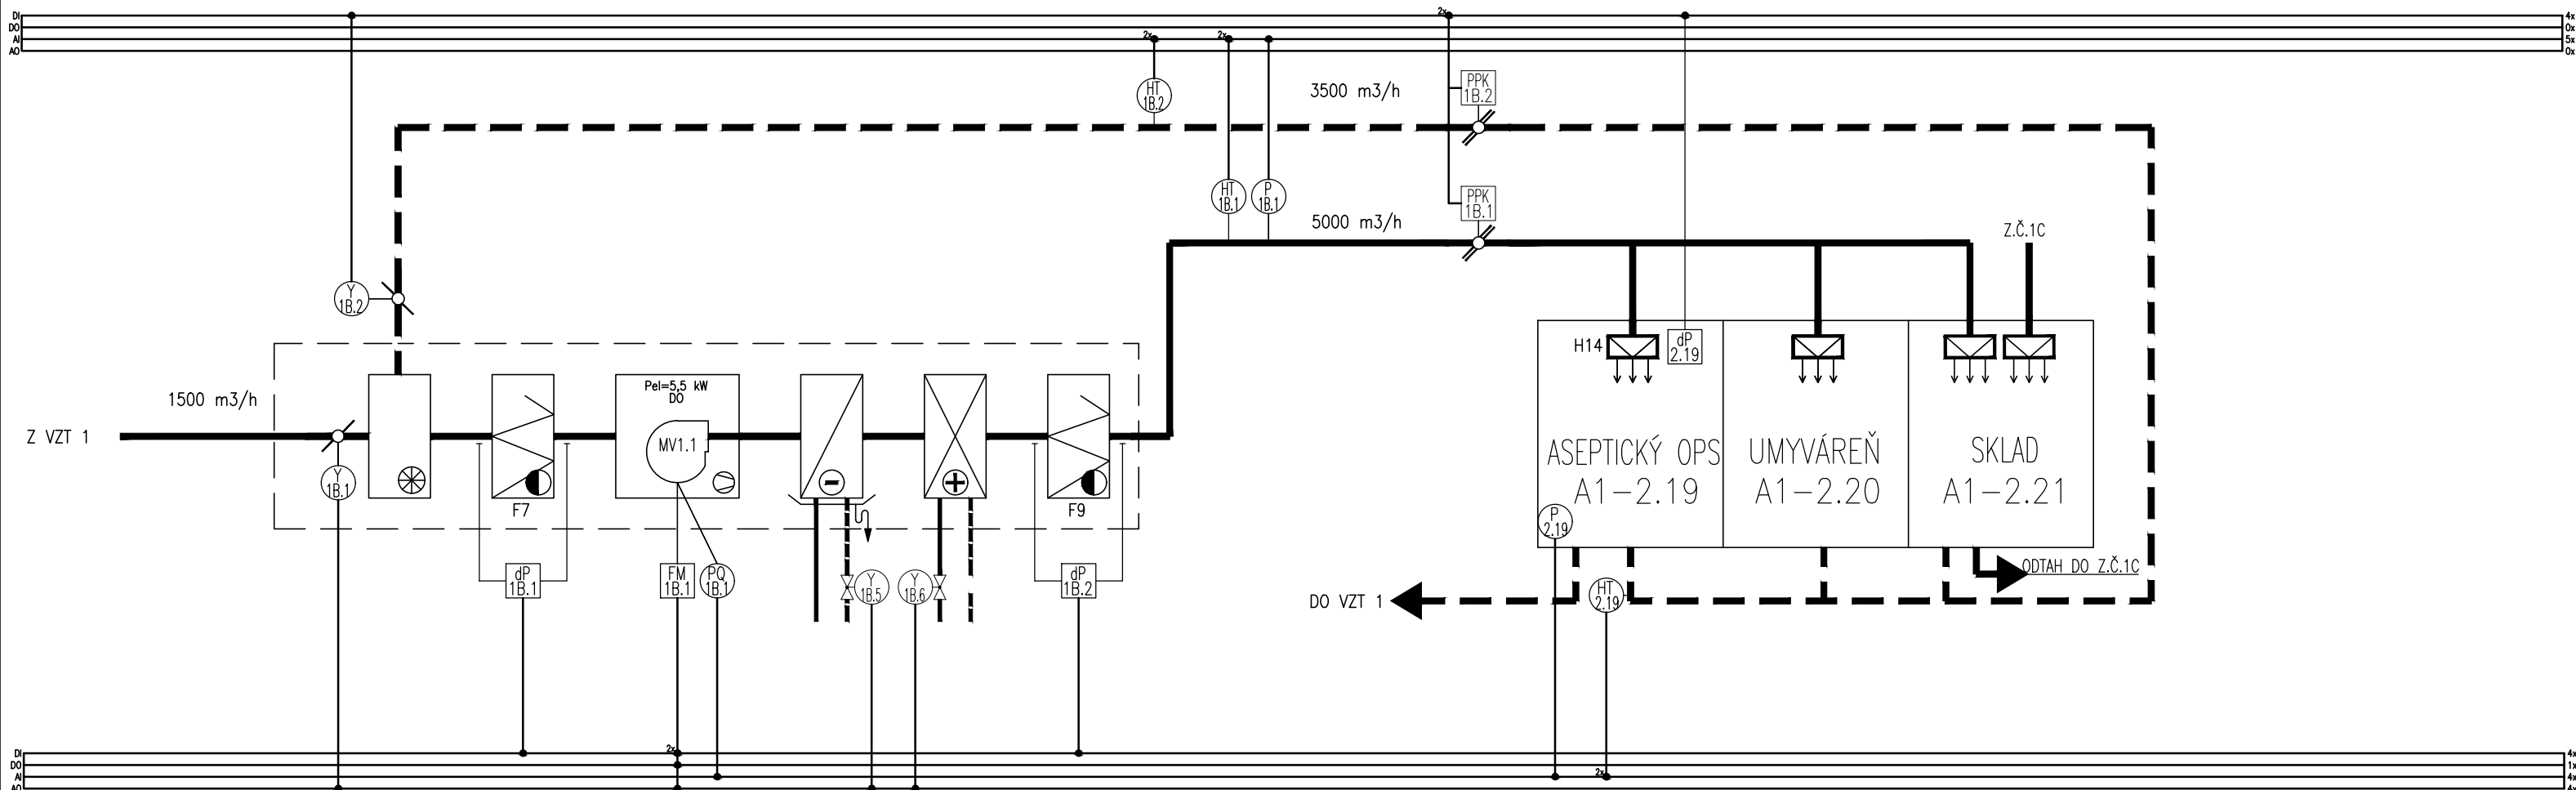 DI
DO
AI
AO
2x
2x
2x
4x
0x
5x
0x
HT
1B.2
3500 m3/h
PPK
1B.2
HT
1B.1
P
1B.1
5000 m3/h
PPK
1B.1
Z.Č.1C
Y
1B.2
H14
dP
2.19
1500 m3/h
Pel=5,5 kW
DO
Z VZT 1
MV1.1
ASEPTICKÝ OPS
A1-2.19
UMYVÁREŇ
A1-2.20
SKLAD
A1-2.21
Y
1B.1
F7
F9
P
2.19
dP
1B.1
FM
1B.1
PQ
1B.1
Y
1B.5
Y
1B.6
dP
1B.2
DO VZT 1
HT
2.19
ODTAH DO Z.Č.1C
DI
DO
AI
AO
2x
2x
4x
1x
4x
4x